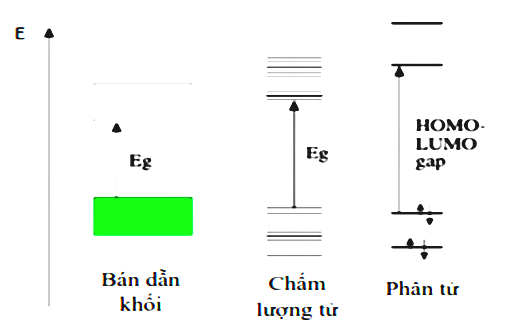 E
Eg
Eg
HOMO-
LUMO
gap
Bán dẫn
khối
Chấm
lượng tử
Phân tử